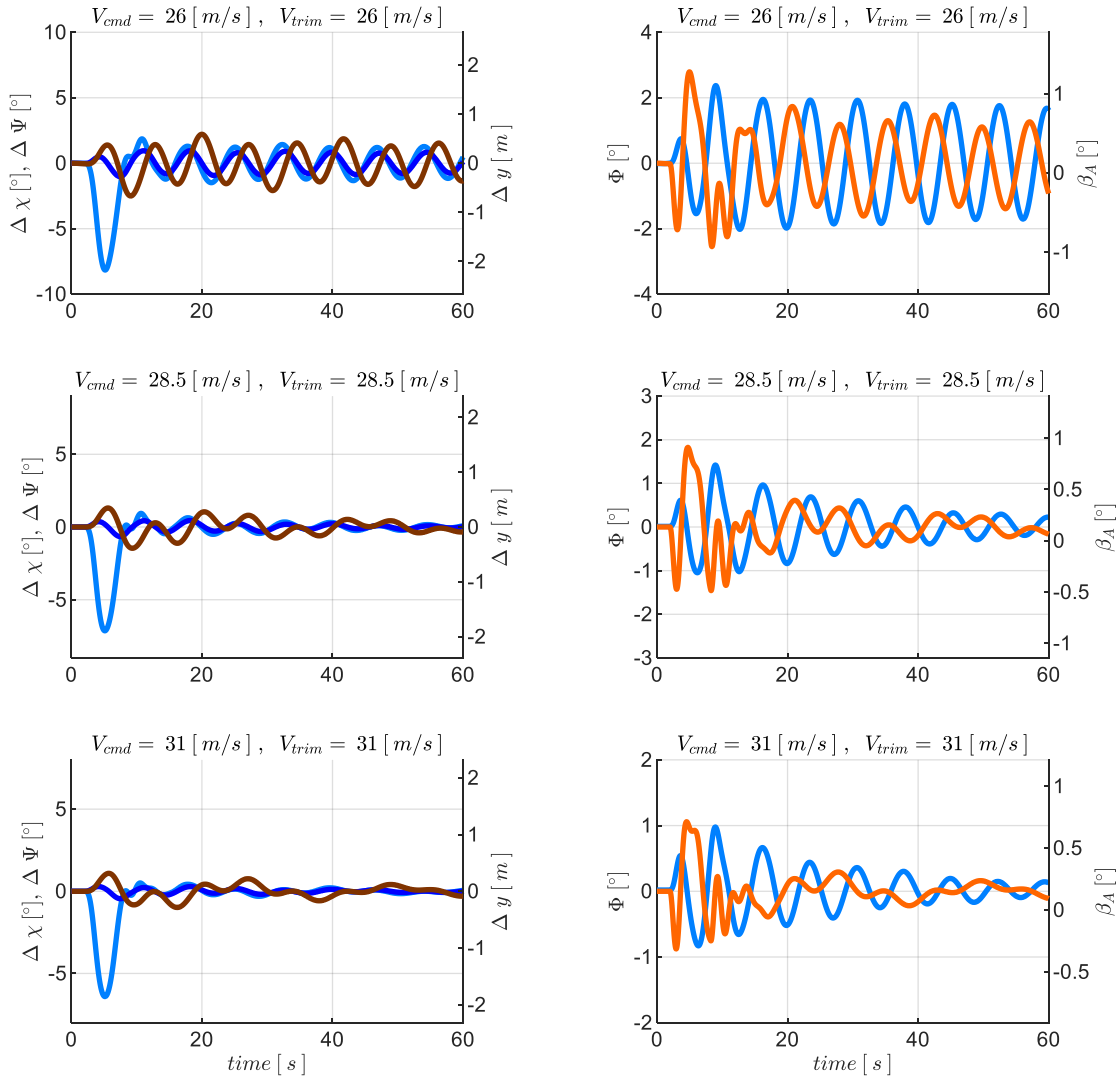 V_cmd = 26 [ m/s ] , V_trim = 26 [ m/s ]
10
5
0
-5
-10
Δ χ [°], Δ Ψ [°]
2
1
0
-1
-2
Δ y [ m ]
0 20 40 60
V_cmd = 26 [ m/s ] , V_trim = 26 [ m/s ]
4
2
0
-2
-4
Φ [°]
1
0
-1
β_A [°]
0 20 40 60
V_cmd = 28.5 [ m/s ] , V_trim = 28.5 [ m/s ]
5
0
-5
Δ χ [°], Δ Ψ [°]
2
1
0
-1
-2
Δ y [ m ]
0 20 40 60
V_cmd = 28.5 [ m/s ] , V_trim = 28.5 [ m/s ]
3
2
1
0
-1
-2
-3
Φ [°]
1
0.5
0
-0.5
-1
β_A [°]
0 20 40 60
V_cmd = 31 [ m/s ] , V_trim = 31 [ m/s ]
5
0
-5
Δ χ [°], Δ Ψ [°]
2
1
0
-1
-2
Δ y [ m ]
0 20 40 60
time [ s ]
V_cmd = 31 [ m/s ] , V_trim = 31 [ m/s ]
2
1
0
-1
-2
Φ [°]
1
0.5
0
-0.5
β_A [°]
0 20 40 60
time [ s ]